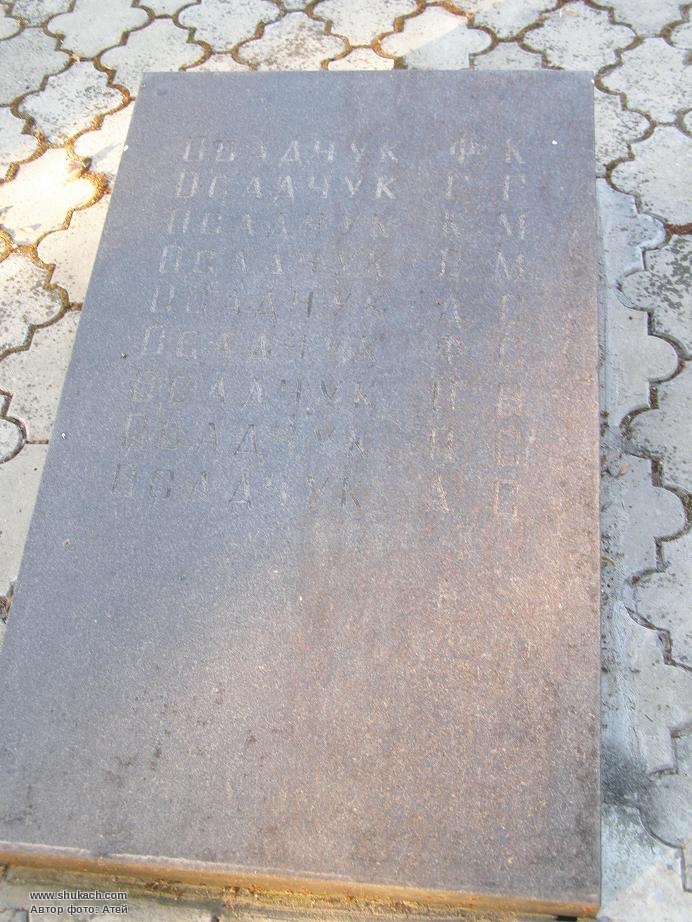 ОСАДЧУК Ф К
ОСАДЧУК Г Г
ОСАДЧУК К М
ОСАДЧУК П М
ОСАДЧУК А
ОСАДЧУК Ф
ОСАДЧУК В
ОСАДЧУК С
ОСАДЧУК А С
www.shukach.com
Автор фото: Атей